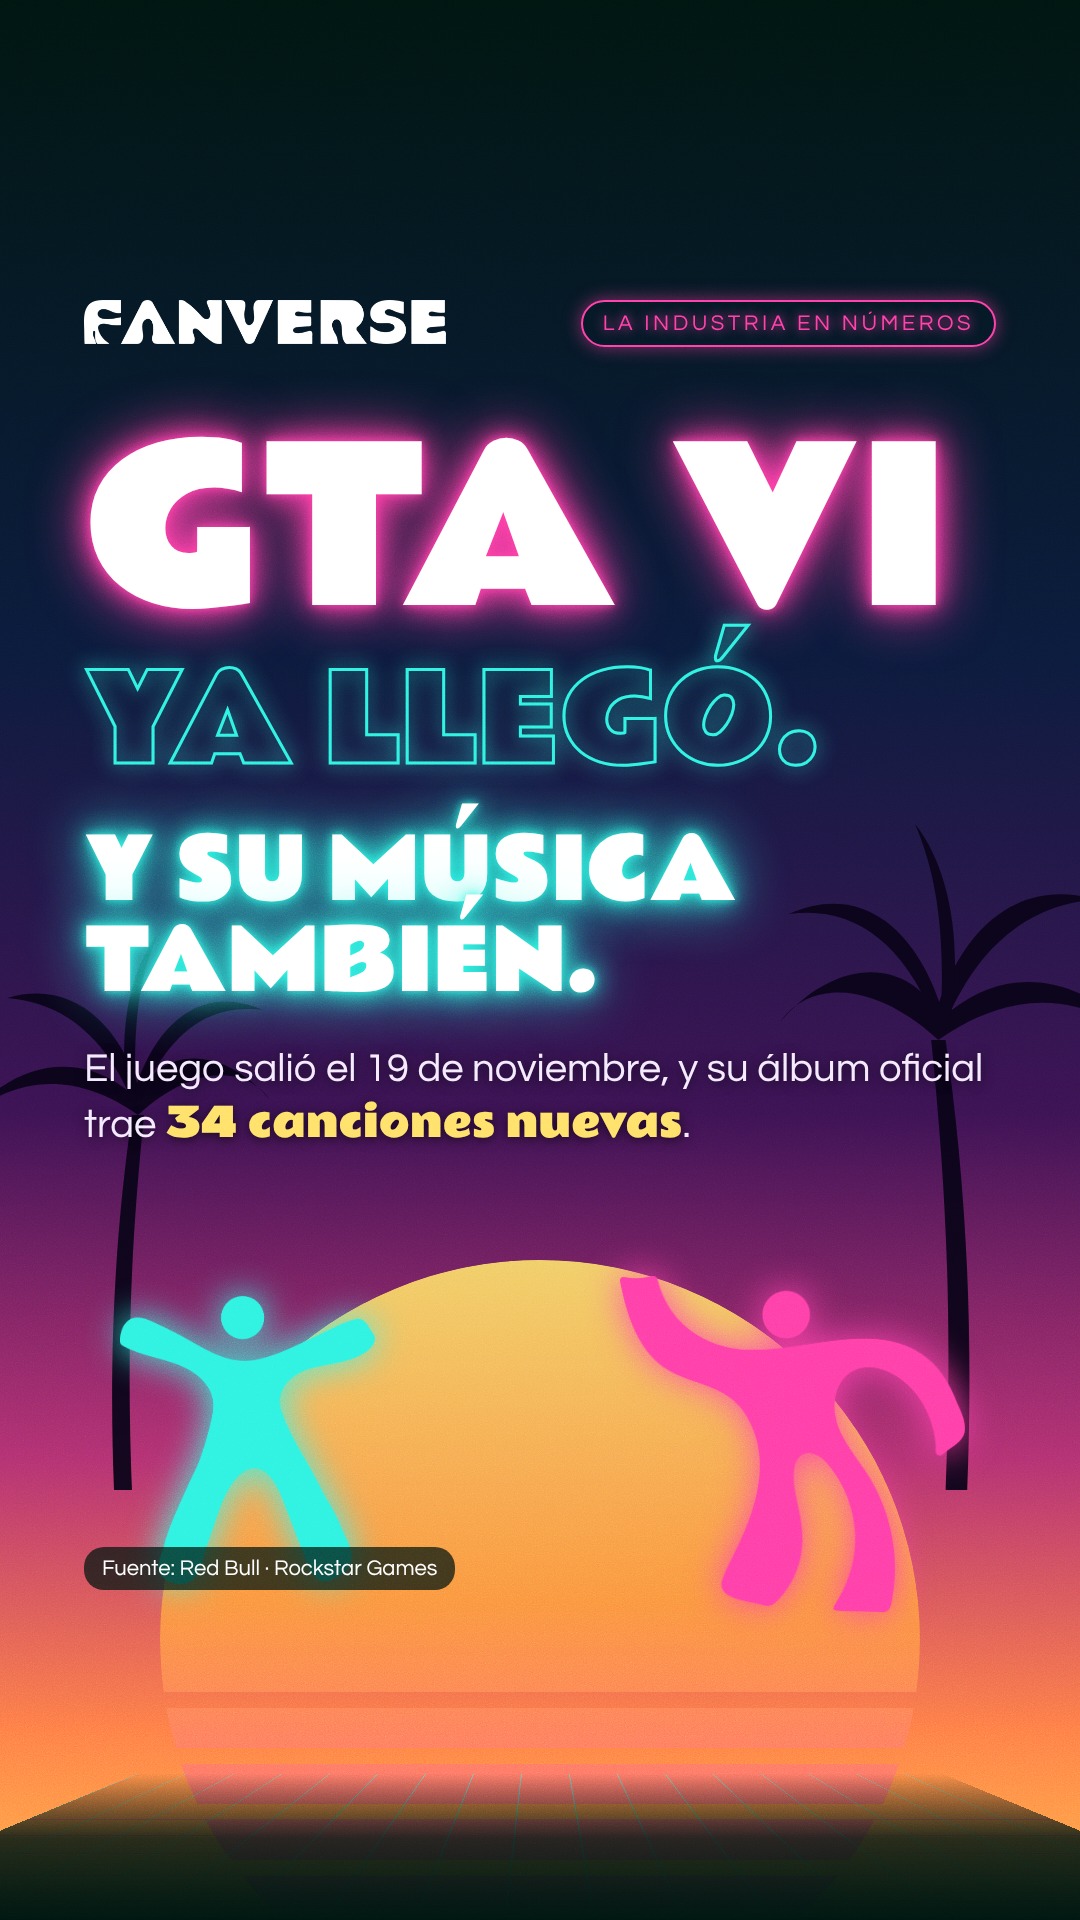 FANVERSE
LA INDUSTRIA EN NÚMEROS
GTA VI
YA LLEGÓ.
Y SU MÚSICA
TAMBIÉN.
El juego salió el 19 de noviembre, y su álbum oficial
trae 34 canciones nuevas.
Fuente: Red Bull · Rockstar Games